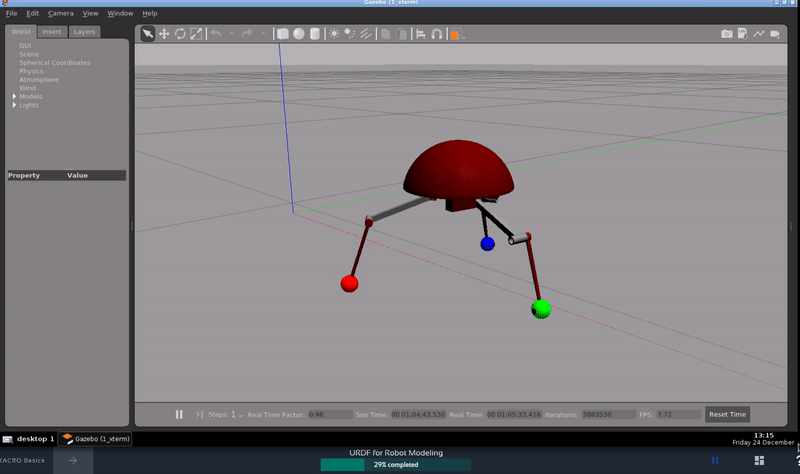 Gazebo (1_xterm)
File Edit Camera View Window Help
World Insert Layers
GUI
Scene
Spherical Coordinates
Physics
Atmosphere
Wind
Models
Lights
Property Value
Steps: 1 Real Time Factor: 0.98 Sim Time: 00 01:04:43.530 Real Time: 00 01:05:33.416 Iterations: 3883530 FPS: 7.72 Reset Time
desktop 1 Gazebo (1_xterm)
13:15
Friday 24 December
XACRO Basics
URDF for Robot Modeling
29% completed